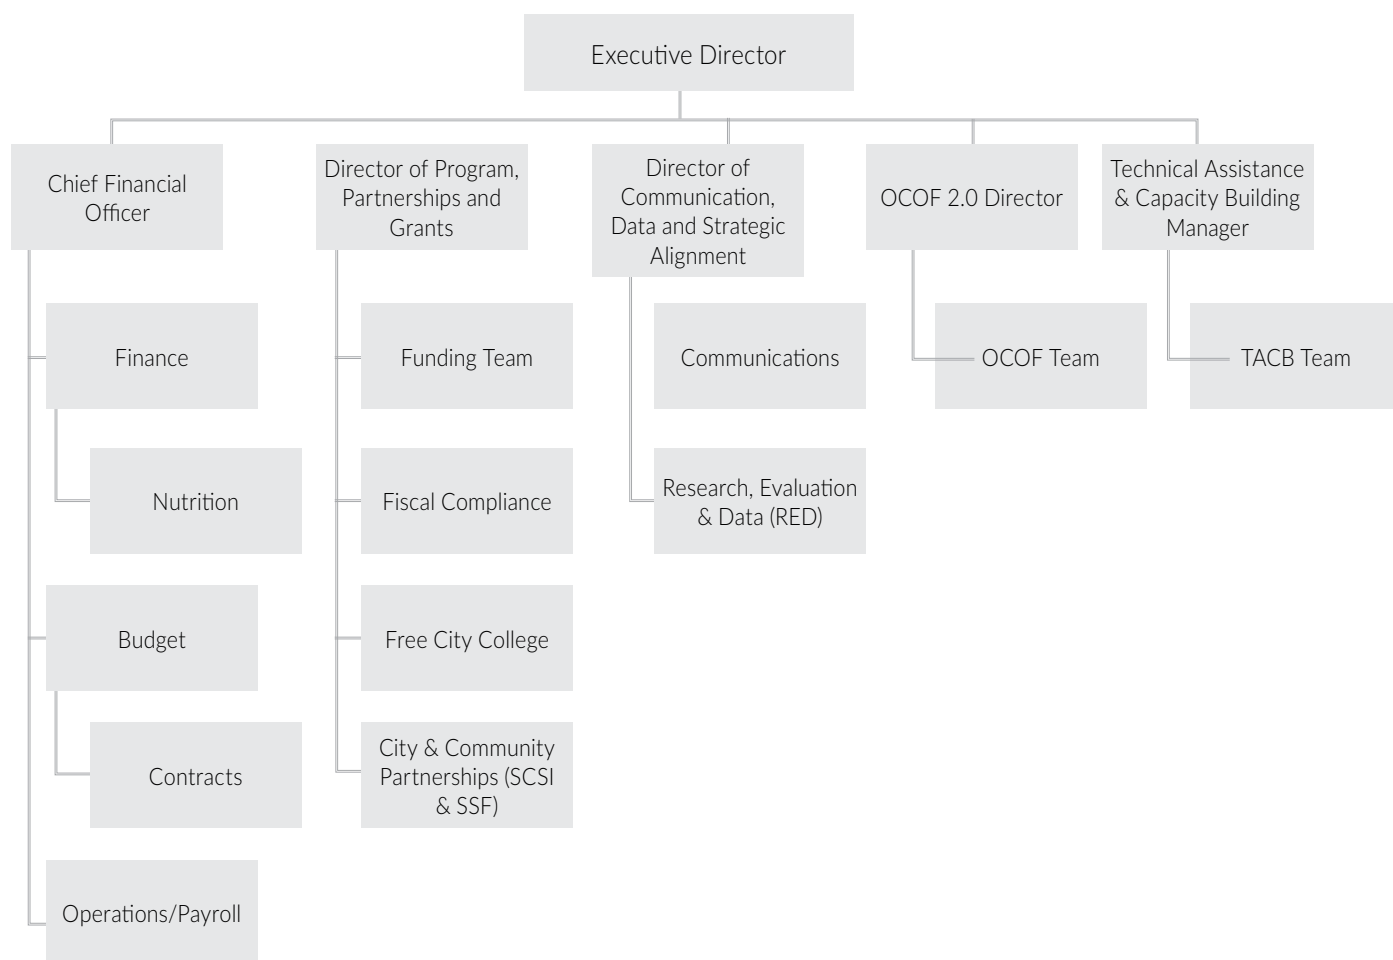 Executive Director
Chief Financial
Officer
Director of Program,
Partnerships and
Grants
Director of
Communication,
Data and Strategic
Alignment
OCOF 2.0 Director
Technical Assistance
& Capacity Building
Manager
Finance
Funding Team
Communications
OCOF Team
TACB Team
Nutrition
Fiscal Compliance
Research, Evaluation
& Data (RED)
Budget
Free City College
Contracts
City & Community
Partnerships (SCSI
& SSF)
Operations/Payroll